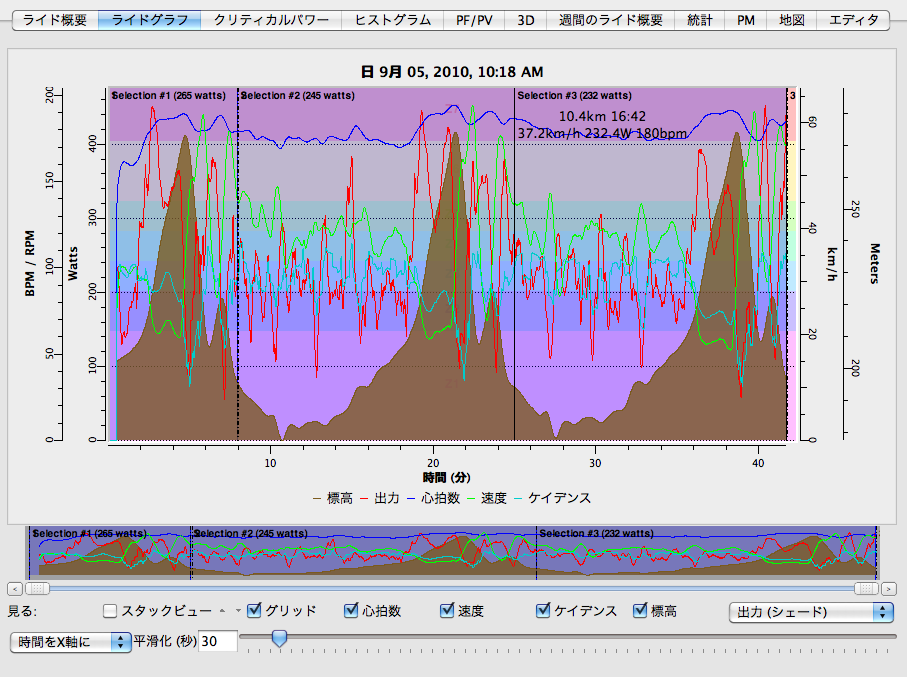 ライド概要 ライドグラフ クリティカルパワー ヒストグラム PF/PV 3D 週間のライド概要 統計 PM 地図 エディタ
日 9月 05, 2010, 10:18 AM
Selection #1 (265 watts) Selection #2 (245 watts) Selection #3 (232 watts) 3
10.4km 16:42
37.2km/h 232.4W 180bpm
BPM / RPM
200
150
100
50
0
Watts
400
300
200
100
0
60
40
20
0
km/h
250
200
Meters
10 20 30 40
時間 (分)
標高 出力 心拍数 速度 ケイデンス
Selection #1 (265 watts) Selection #2 (245 watts) Selection #3 (232 watts)
見る: スタックビュー グリッド 心拍数 速度 ケイデンス 標高 出力 (シェード)
時間をX軸に 平滑化 (秒) 30